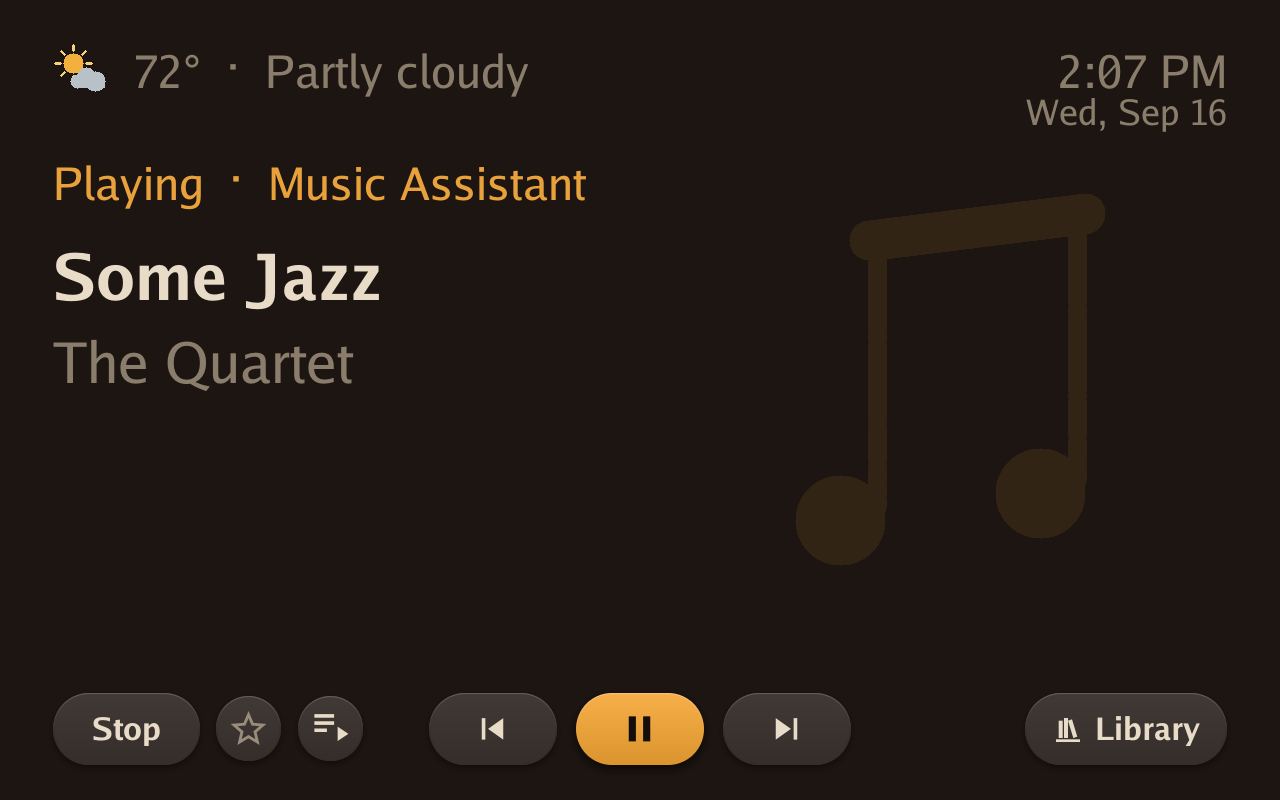 72° · Partly cloudy
2:07 PM
Wed, Sep 16
Playing · Music Assistant
Some Jazz
The Quartet
Stop
Library